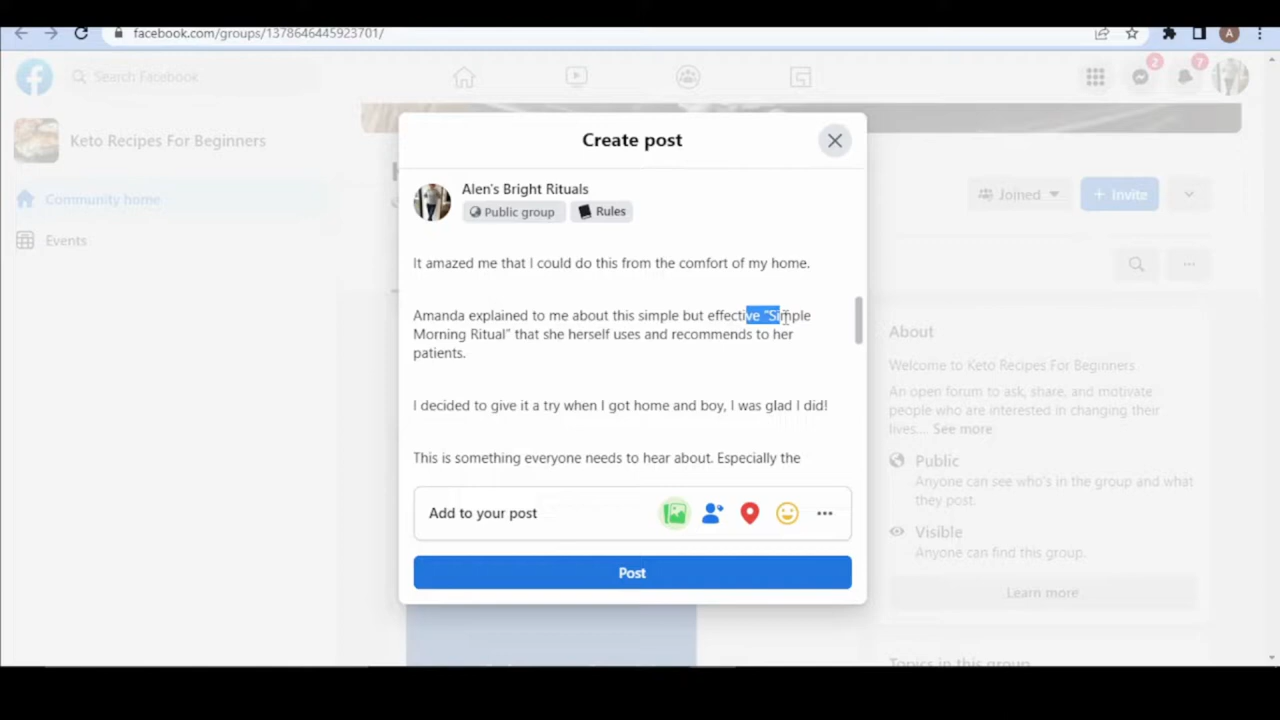 facebook.com/groups/1378646445923701/
Search Facebook
2
7
A
Keto Recipes For Beginners
Community home
Events
Create post
Alen's Bright Rituals
Public group
Rules
It amazed me that I could do this from the comfort of my home.
Amanda explained to me about this simple but effective "Simple
Morning Ritual" that she herself uses and recommends to her
patients.
I decided to give it a try when I got home and boy, I was glad I did!
This is something everyone needs to hear about. Especially the
Add to your post
Post
Joined
+ Invite
About
Welcome to Keto Recipes For Beginners
An open forum to ask, share, and motivate
people who are interested in changing their
lives... See more
Public
Anyone can see who's in the group and what
they post.
Visible
Anyone can find this group.
Learn more
Topics in this group